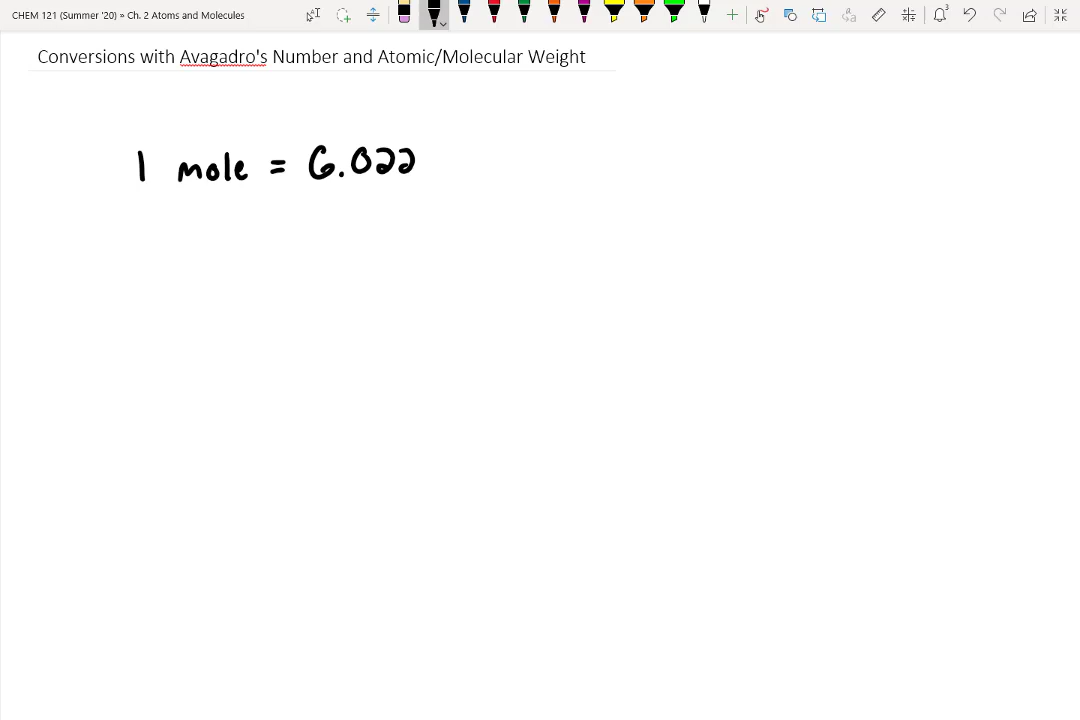 CHEM 121 (Summer '20) » Ch. 2 Atoms and Molecules
Conversions with Avagadro's Number and Atomic/Molecular Weight
1 mole = 6.022